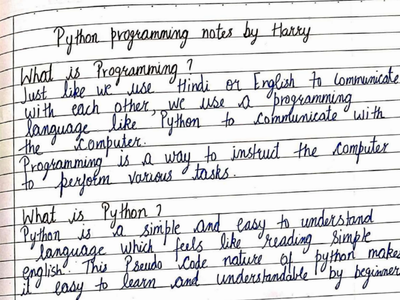 Python programming notes by Harry
What is Programming?
Just like we use Hindi or English to communicate
with each other, we use a programming
language like Python to communicate with
the computer.
Programming is a way to instruct the computer
to perform various tasks.
What is Python?
Python is a simple and easy to understand
language which feels like reading simple
english. This Pseudo code nature of python makes
it easy to learn and understandable by beginner